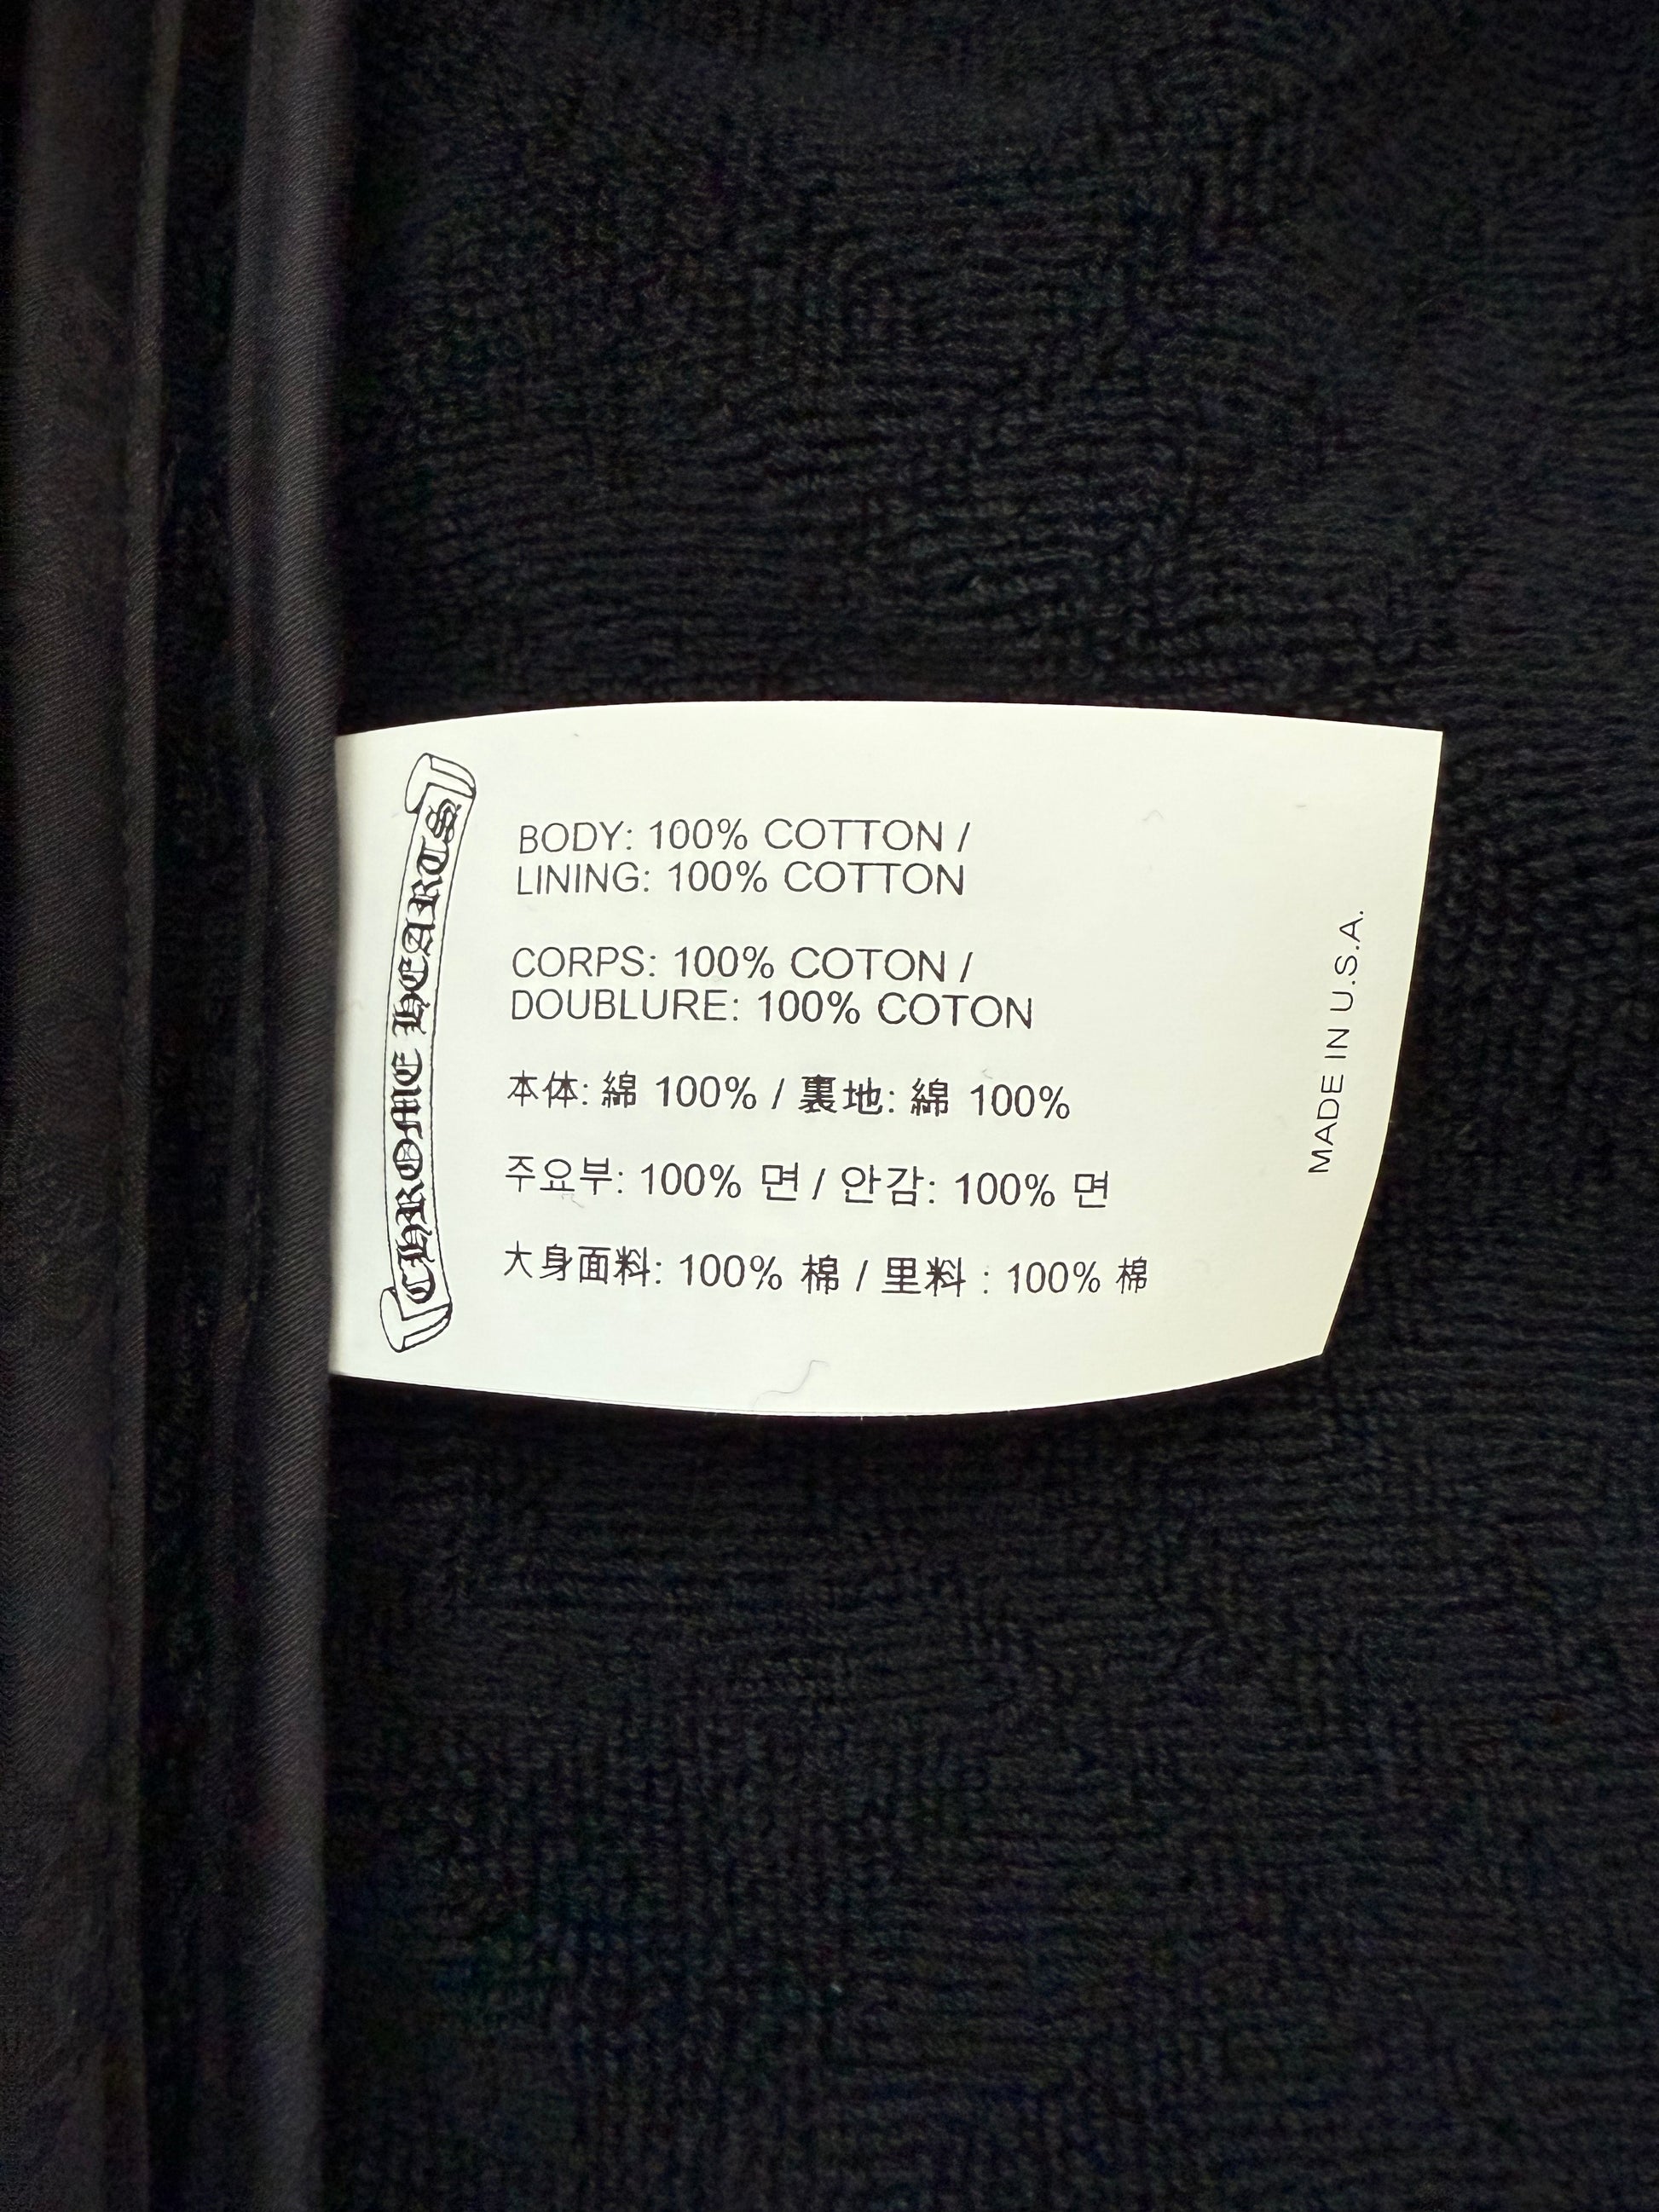 CHROME HEARTS
BODY: 100% COTTON /
LINING: 100% COTTON
CORPS: 100% COTON /
DOUBLURE: 100% COTON
本体: 綿 100% / 裏地: 綿 100%
주요부: 100% 면 / 안감: 100% 면
大身面料: 100% 棉 / 里料 : 100% 棉
MADE IN U.S.A.